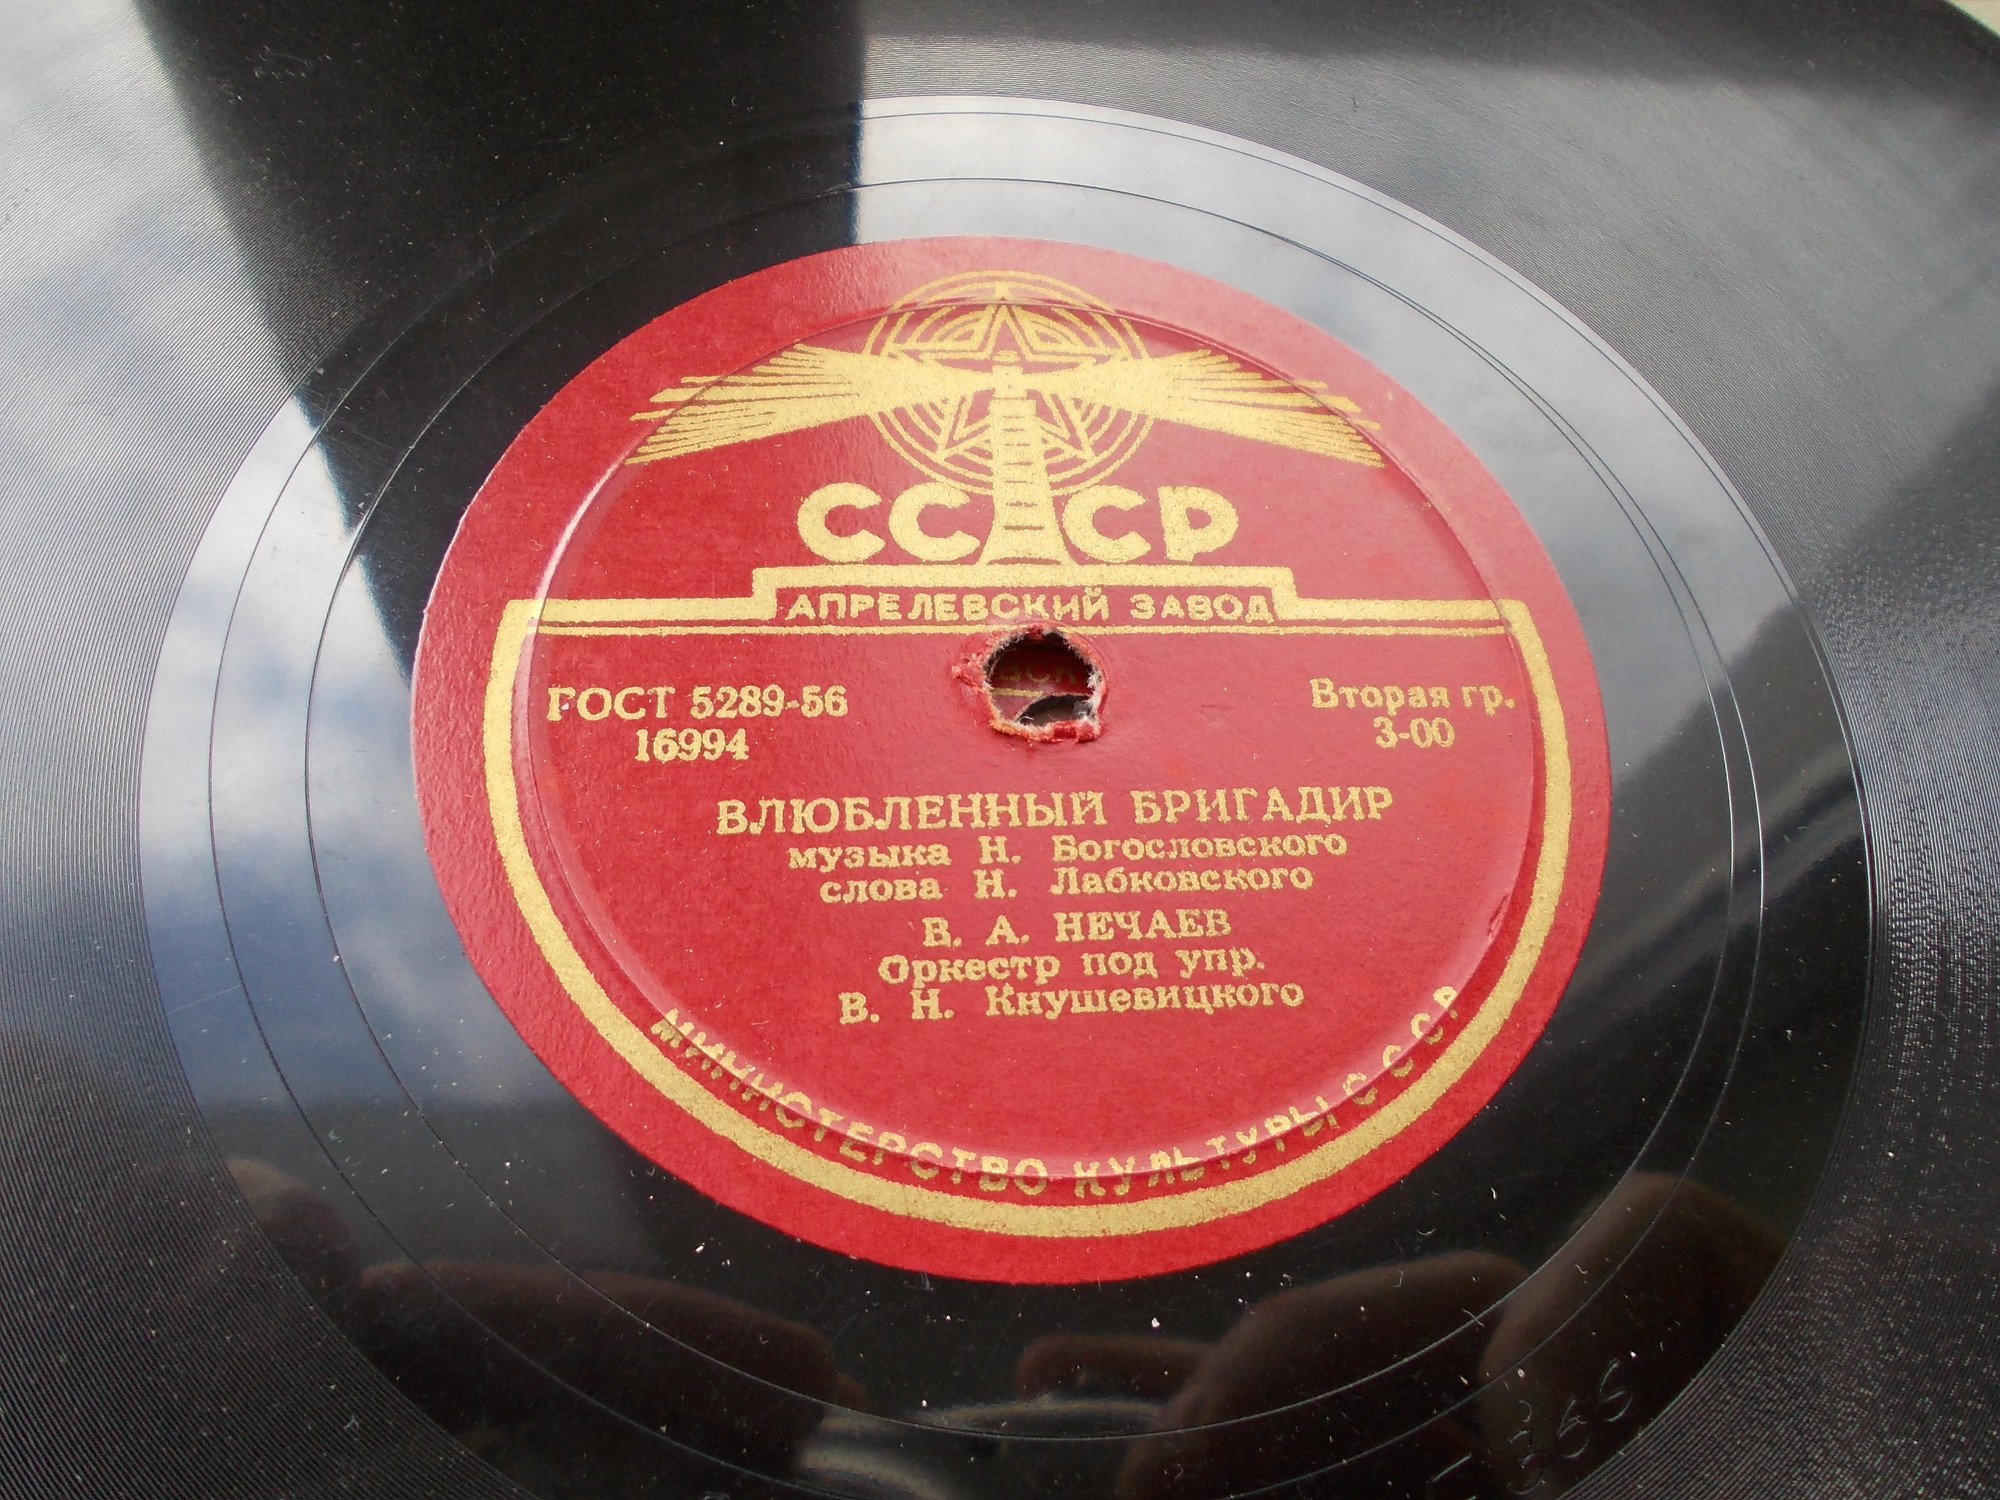 СССР
АПРЕЛЕВСКИЙ ЗАВОД
ГОСТ 5289-56
16994
Вторая гр.
3-00
ВЛЮБЛЕННЫЙ БРИГАДИР
музыка Н. Богословского
слова Н. Лабковского
В. А. НЕЧАЕВ
Оркестр под упр.
В. Н. Кнушевицкого
МИНИСТЕРСТВО КУЛЬТУРЫ СССР